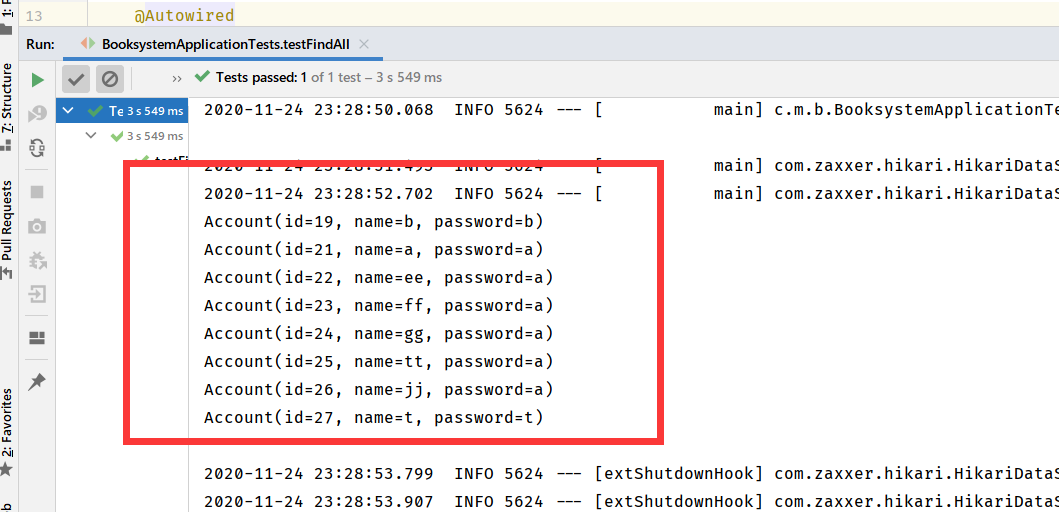 13 @Autowired
Run: BooksystemApplicationTests.testFindAll ×
>> Tests passed: 1 of 1 test – 3 s 549 ms
Te 3 s 549 ms
3 s 549 ms
7: Structure
Pull Requests
2: Favorites
2020-11-24 23:28:50.068 INFO 5624 --- [ main] c.m.b.BooksystemApplicationTe
2020-11-24 23:28:51.493 INFO 5624 --- [ main] com.zaxxer.hikari.HikariDataS
2020-11-24 23:28:52.702 INFO 5624 --- [ main] com.zaxxer.hikari.HikariDataS
Account(id=19, name=b, password=b)
Account(id=21, name=a, password=a)
Account(id=22, name=ee, password=a)
Account(id=23, name=ff, password=a)
Account(id=24, name=gg, password=a)
Account(id=25, name=tt, password=a)
Account(id=26, name=jj, password=a)
Account(id=27, name=t, password=t)
2020-11-24 23:28:53.799 INFO 5624 --- [extShutdownHook] com.zaxxer.hikari.HikariDataS
2020-11-24 23:28:53.907 INFO 5624 --- [extShutdownHook] com.zaxxer.hikari.HikariDataS